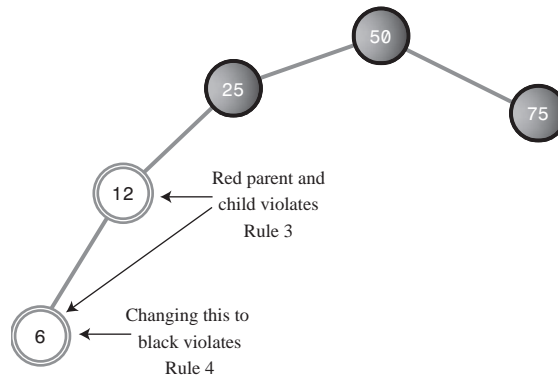 50
25
75
12
Red parent and
child violates
Rule 3
6
Changing this to
black violates
Rule 4